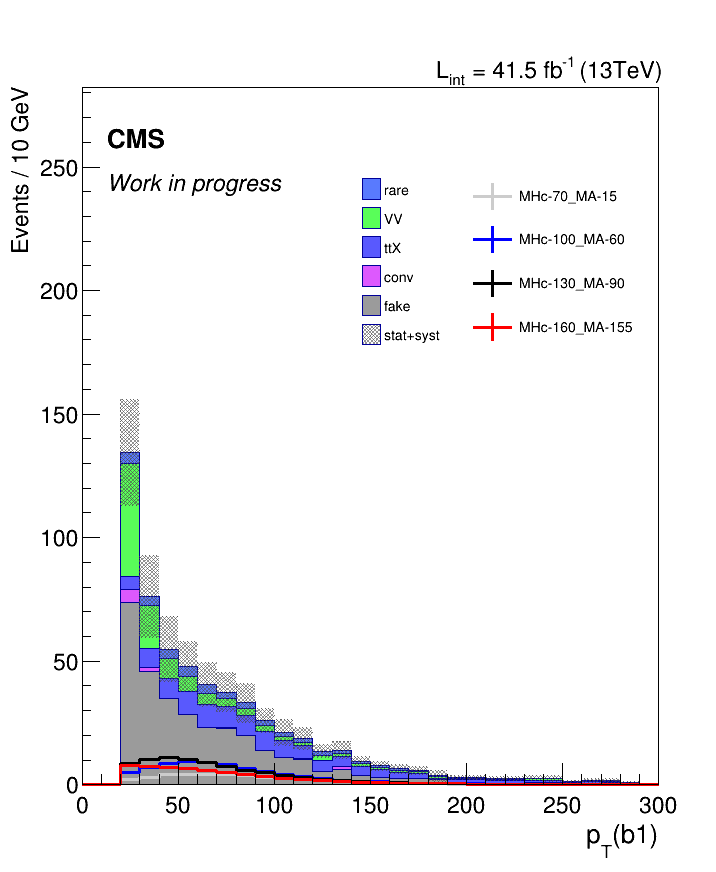 L_int = 41.5 fb^-1 (13TeV)
Events / 10 GeV
CMS
Work in progress
rare
VV
ttX
conv
fake
stat+syst
MHc-70_MA-15
MHc-100_MA-60
MHc-130_MA-90
MHc-160_MA-155
250
200
150
100
50
0
0 50 100 150 200 250 300
p_T(b1)